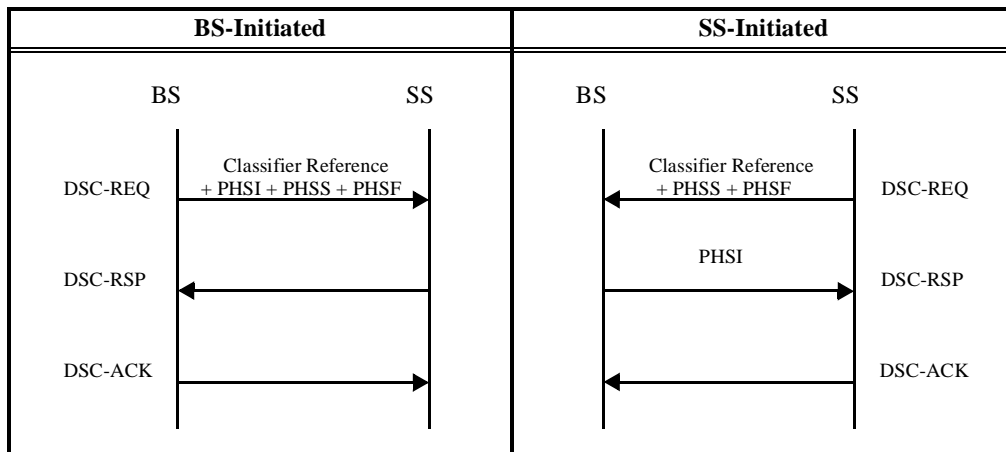 BS-Initiated
SS-Initiated
BS
SS
BS
SS
Classifier Reference
+ PHSI + PHSS + PHSF
DSC-REQ
Classifier Reference
+ PHSS + PHSF
DSC-REQ
DSC-RSP
PHSI
DSC-RSP
DSC-ACK
DSC-ACK